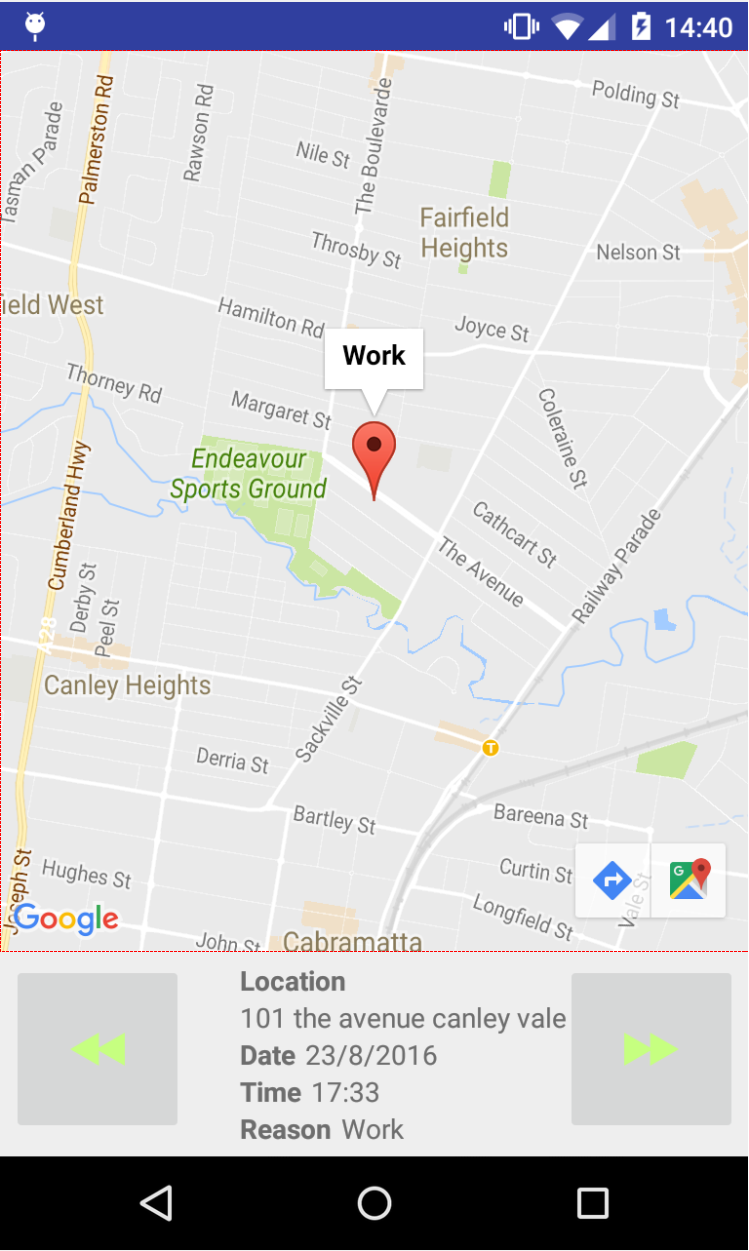 14:40
Polding St
Palmerston Rd
Rawson Rd
The Boulevarde
Tasman Parade
Nile St
Fairfield
Heights
Throsby St
Nelson St
ield West
Hamilton Rd
Joyce St
Work
Thorney Rd
Margaret St
Coleraine St
Endeavour
Sports Ground
Cumberland Hwy
Cathcart St
The Avenue
Railway Parade
Derby St
Peel St
A28
Canley Heights
Sackville St
T
Derria St
Bartley St
Bareena St
Hughes St
Joseph St
Curtin St
G
Vale St
Longfield St
Google
John St
Cabramatta
Location
101 the avenue canley vale
Date 23/8/2016
Time 17:33
Reason Work